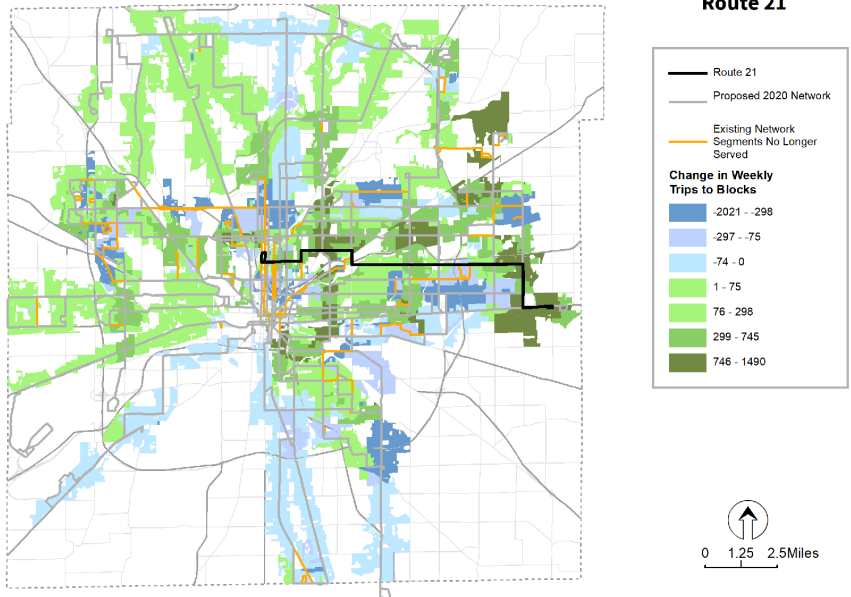 Route 21
Route 21
Proposed 2020 Network
Existing Network
Segments No Longer
Served
Change in Weekly
Trips to Blocks
-2021 - -298
-297 - -75
-74 - 0
1 - 75
76 - 298
299 - 745
746 - 1490
0 1.25 2.5Miles